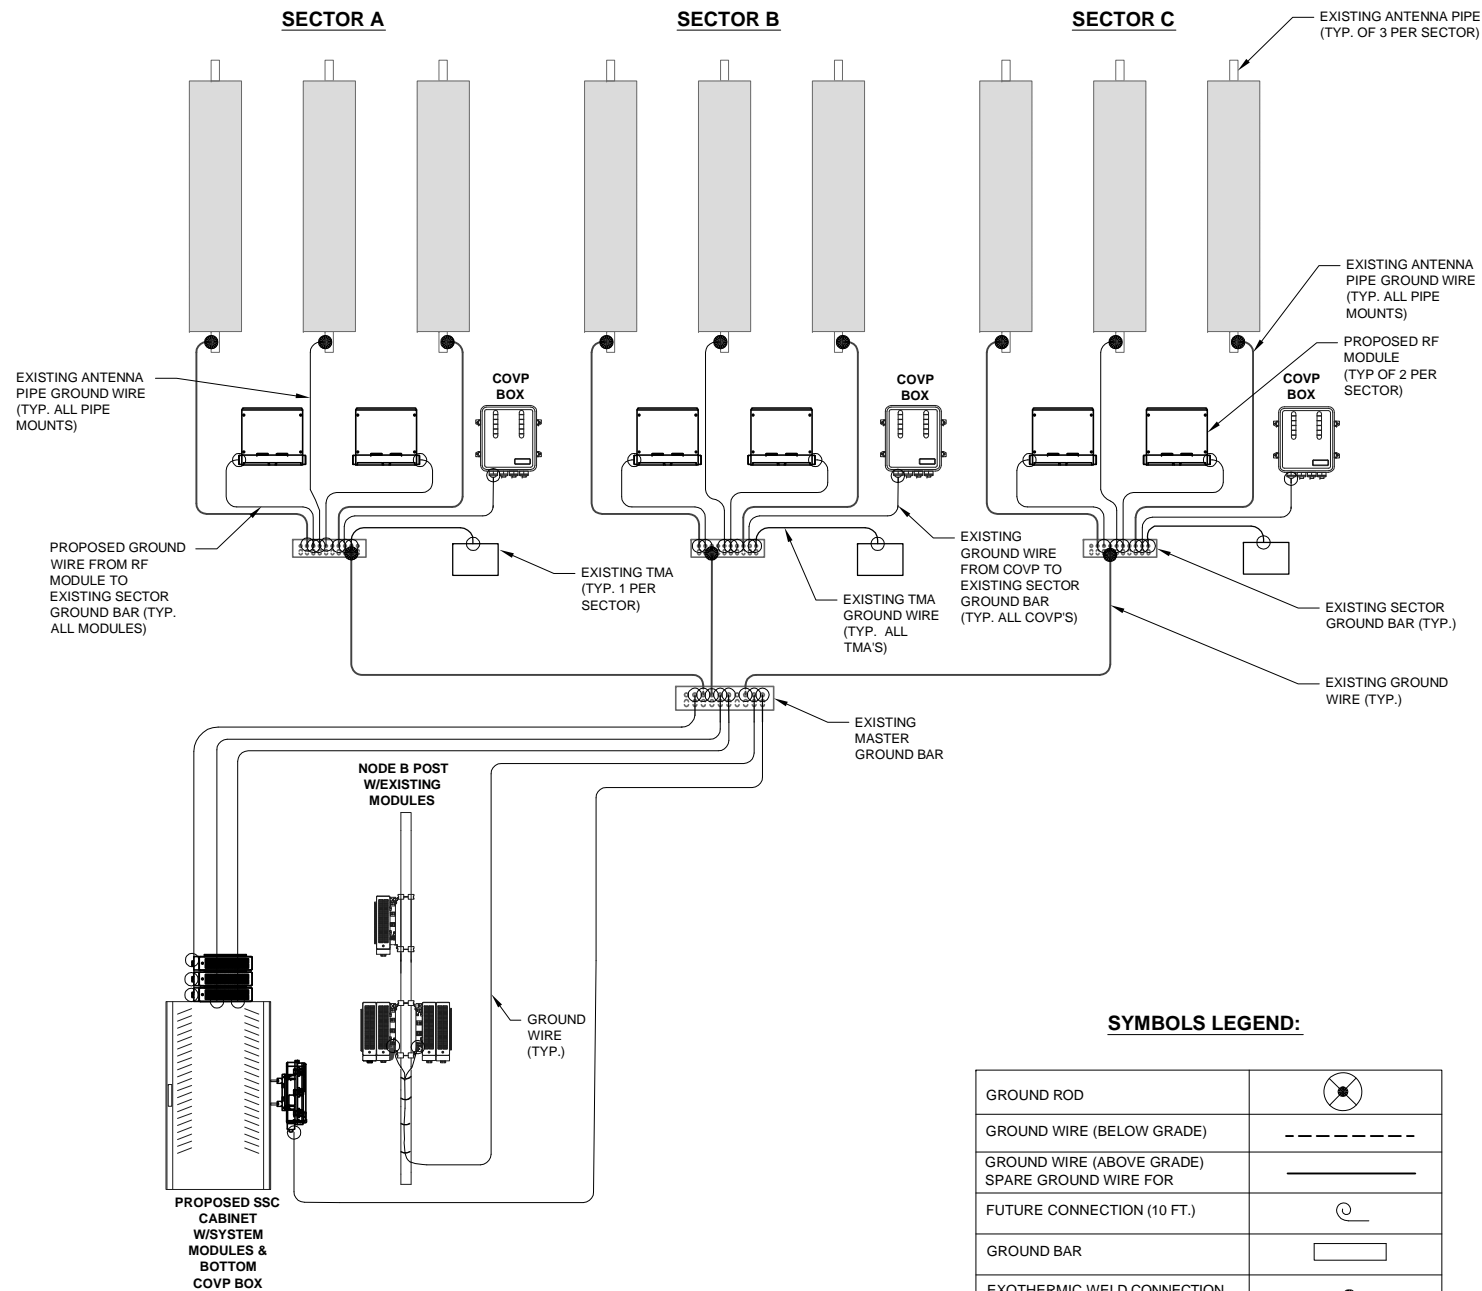 SECTOR A
SECTOR B
SECTOR C
EXISTING ANTENNA PIPE
(TYP. OF 3 PER SECTOR)
EXISTING ANTENNA
PIPE GROUND WIRE
(TYP. ALL PIPE
MOUNTS)
PROPOSED RF
MODULE
(TYP OF 2 PER
SECTOR)
EXISTING ANTENNA
PIPE GROUND WIRE
(TYP. ALL PIPE
MOUNTS)
COVP
BOX
COVP
BOX
COVP
BOX
PROPOSED GROUND
WIRE FROM RF
MODULE TO
EXISTING SECTOR
GROUND BAR (TYP.
ALL MODULES)
EXISTING TMA
(TYP. 1 PER
SECTOR)
EXISTING TMA
GROUND WIRE
(TYP. ALL
TMA'S)
EXISTING
GROUND WIRE
FROM COVP TO
EXISTING SECTOR
GROUND BAR
(TYP. ALL COVP'S)
EXISTING SECTOR
GROUND BAR (TYP.)
EXISTING GROUND
WIRE (TYP.)
EXISTING
MASTER
GROUND BAR
NODE B POST
W/EXISTING
MODULES
GROUND
WIRE
(TYP.)
PROPOSED SSC
CABINET
W/SYSTEM
MODULES &
BOTTOM
COVP BOX
SYMBOLS LEGEND:
GROUND ROD
GROUND WIRE (BELOW GRADE)
GROUND WIRE (ABOVE GRADE)
SPARE GROUND WIRE FOR
FUTURE CONNECTION (10 FT.)
GROUND BAR
EXOTHERMIC WELD CONNECTION